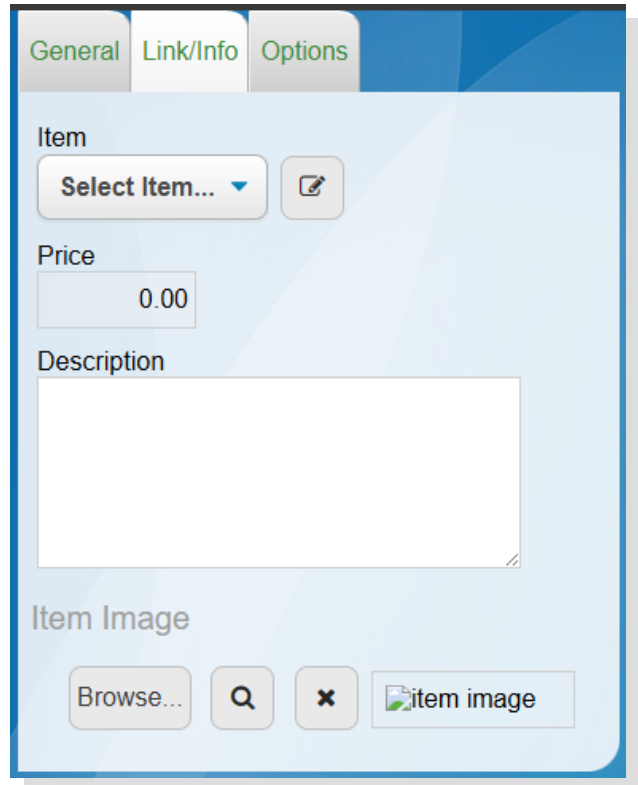 General Link/Info Options
Item
Select Item...
Price
0.00
Description
Item Image
Browse... item image